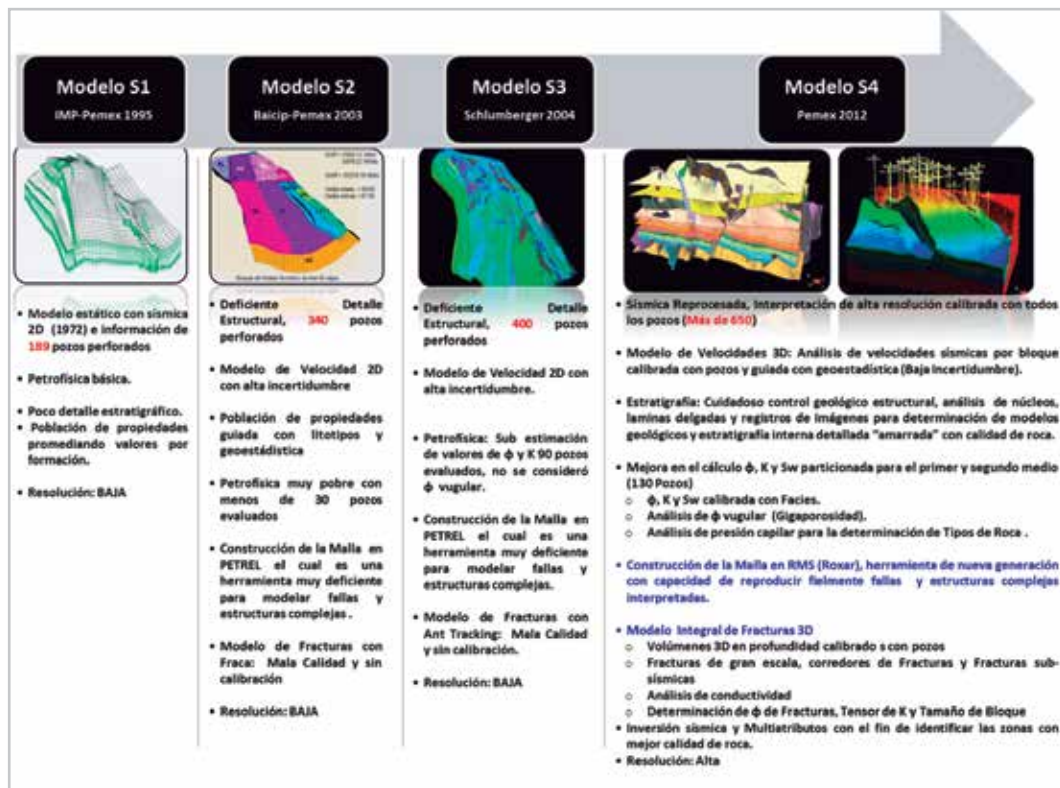 Modelo S1
IMP-Pemex 1995
Modelo S2
Baicip-Pemex 2003
Modelo S3
Schlumberger 2004
Modelo S4
Pemex 2012
• Modelo estático con sísmica
2D (1972) e información de
189 pozos perforados
• Petrofísica básica.
• Poco detalle estratigráfico.
• Población de propiedades
promediando valores por
formación.
• Resolución: BAJA
• Deficiente Detalle
Estructural, 340 pozos
perforados
• Modelo de Velocidad 2D
con alta incertidumbre
• Población de propiedades
guiada con litotipos y
geoestádistica
• Petrofísica muy pobre con
menos de 30 pozos
evaluados
• Construcción de la Malla en
PETREL el cual es una
herramienta muy deficiente
para modelar fallas y
estructuras complejas .
• Modelo de Fracturas con
Fraca: Mala Calidad y sin
calibración
• Resolución: BAJA
• Deficiente Detalle
Estructural, 400 pozos
perforados
• Modelo de Velocidad 2D con
alta incertidumbre.
• Petrofísica: Sub estimación
de valores de ϕ y K 90 pozos
evaluados, no se consideró
ϕ vugular.
• Construcción de la Malla en
PETREL el cual es una
herramienta muy deficiente
para modelar fallas y
estructuras complejas.
• Modelo de Fracturas con
Ant Tracking: Mala Calidad
y sin calibración.
• Resolución: BAJA
• Sísmica Reprocesada, Interpretación de alta resolución calibrada con todos
los pozos (Más de 650)
• Modelo de Velocidades 3D: Análisis de velocidades sísmicas por bloque
calibrada con pozos y guiada con geoestadística (Baja Incertidumbre).
• Estratigrafía: Cuidadoso control geológico estructural, análisis de núcleos,
laminas delgadas y registros de Imágenes para determinación de modelos
geológicos y estratigrafía interna detallada "amarrada" con calidad de roca.
• Mejora en el cálculo ϕ, K y Sw particionada para el primer y segundo medio
(130 Pozos)
o ϕ, K y Sw calibrada con Facies.
o Análisis de ϕ vugular (Gigaporosidad).
o Análisis de presión capilar para la determinación de Tipos de Roca .
• Construcción de la Malla en RMS (Roxar), herramienta de nueva generación
con capacidad de reproducir fielmente fallas y estructuras complejas
interpretadas.
• Modelo Integral de Fracturas 3D
o Volúmenes 3D en profundidad calibrado s con pozos
o Fracturas de gran escala, corredores de Fracturas y Fracturas sub-
sísmicas
o Análisis de conductividad
o Determinación de ϕ de Fracturas, Tensor de K y Tamaño de Bloque
• Inversión sísmica y Multiatributos con el fin de identificar las zonas con
mejor calidad de roca.
• Resolución: Alta